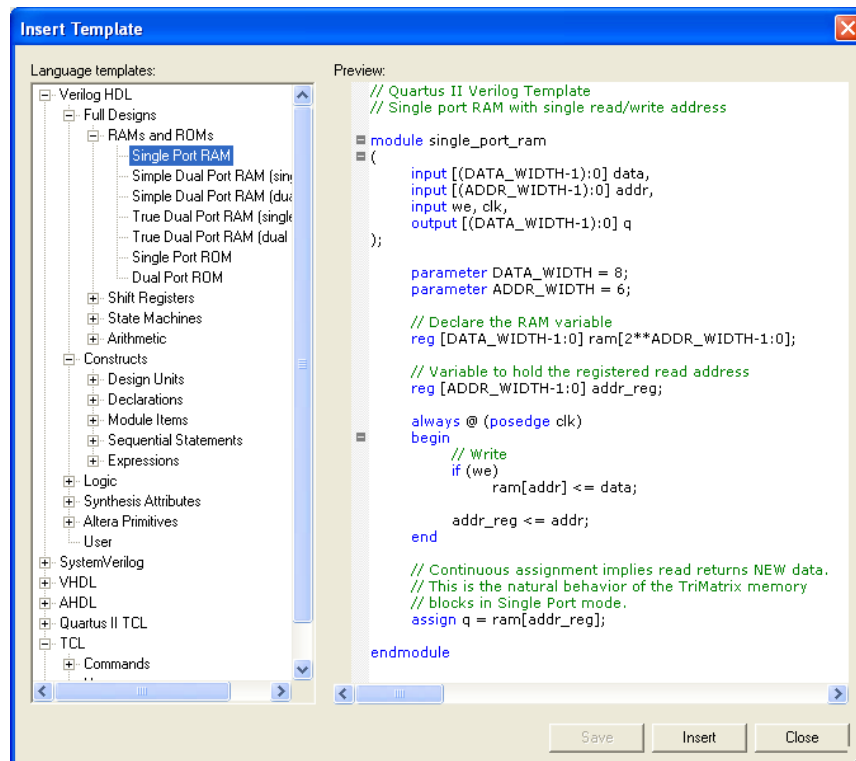 Insert Template
Language templates:
Verilog HDL
Full Designs
RAMs and ROMs
Single Port RAM
Simple Dual Port RAM (sing
Simple Dual Port RAM (dua
True Dual Port RAM (single
True Dual Port RAM (dual
Single Port ROM
Dual Port ROM
Shift Registers
State Machines
Arithmetic
Constructs
Design Units
Declarations
Module Items
Sequential Statements
Expressions
Logic
Synthesis Attributes
Altera Primitives
User
SystemVerilog
VHDL
AHDL
Quartus II TCL
TCL
Commands
Preview:
// Quartus II Verilog Template
// Single port RAM with single read/write address
module single_port_ram
(
input [(DATA_WIDTH-1):0] data,
input [(ADDR_WIDTH-1):0] addr,
input we, clk,
output [(DATA_WIDTH-1):0] q
);
parameter DATA_WIDTH = 8;
parameter ADDR_WIDTH = 6;
// Declare the RAM variable
reg [DATA_WIDTH-1:0] ram[2**ADDR_WIDTH-1:0];
// Variable to hold the registered read address
reg [ADDR_WIDTH-1:0] addr_reg;
always @ (posedge clk)
begin
// Write
if (we)
ram[addr] <= data;
addr_reg <= addr;
end
// Continuous assignment implies read returns NEW data.
// This is the natural behavior of the TriMatrix memory
// blocks in Single Port mode.
assign q = ram[addr_reg];
endmodule
Save
Insert
Close